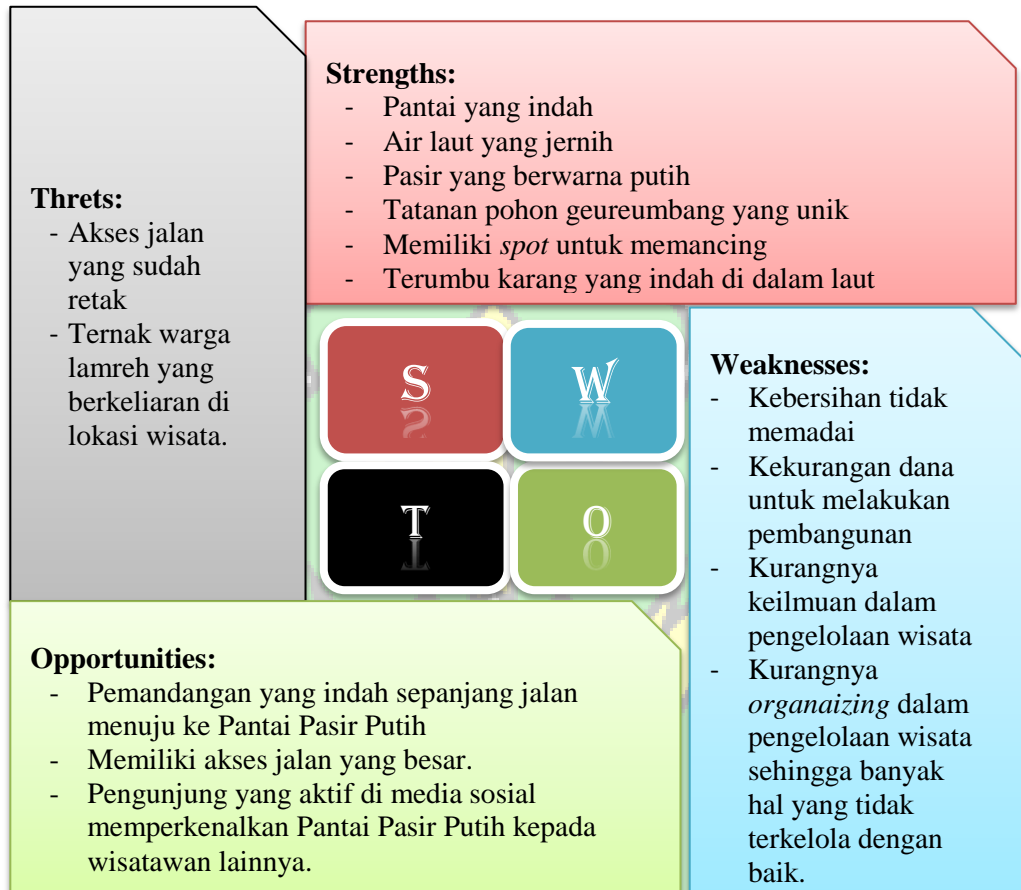 Strengths:
- Pantai yang indah
- Air laut yang jernih
- Pasir yang berwarna putih
- Tatanan pohon geureumbang yang unik
- Memiliki spot untuk memancing
- Terumbu karang yang indah di dalam laut
Threts:
- Akses jalan
yang sudah
retak
- Ternak warga
lamreh yang
berkeliaran di
lokasi wisata.
S
W
T
O
Weaknesses:
- Kebersihan tidak
memadai
- Kekurangan dana
untuk melakukan
pembangunan
- Kurangnya
keilmuan dalam
pengelolaan wisata
- Kurangnya
organaizing dalam
pengelolaan wisata
sehingga banyak
hal yang tidak
terkelola dengan
baik.
Opportunities:
- Pemandangan yang indah sepanjang jalan
menuju ke Pantai Pasir Putih
- Memiliki akses jalan yang besar.
- Pengunjung yang aktif di media sosial
memperkenalkan Pantai Pasir Putih kepada
wisatawan lainnya.